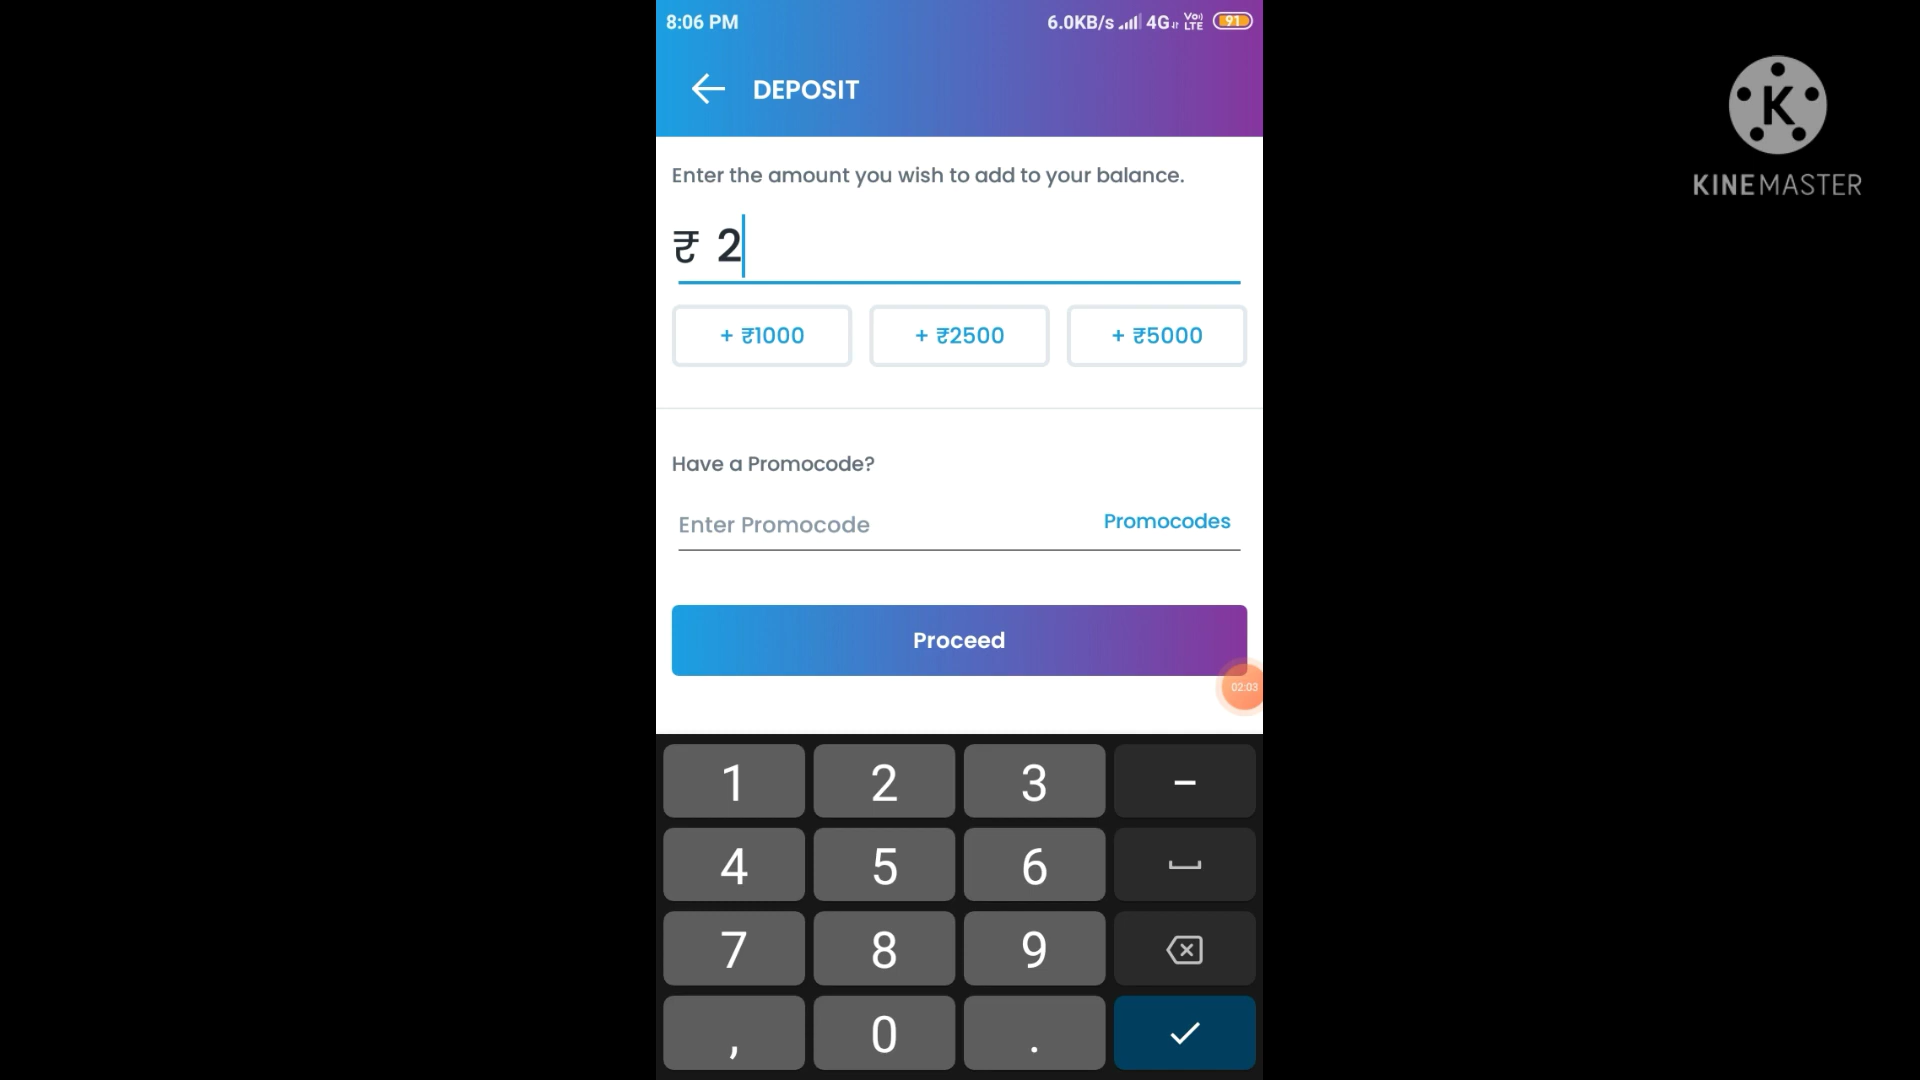 8:06 PM
6.0KB/s 4G Vo) LTE 91
DEPOSIT
K
KINEMASTER
Enter the amount you wish to add to your balance.
₹ 2
+ ₹1000 + ₹2500 + ₹5000
Have a Promocode?
Enter Promocode Promocodes
Proceed
02:03
1 2 3 -
4 5 6
7 8 9
, 0 .